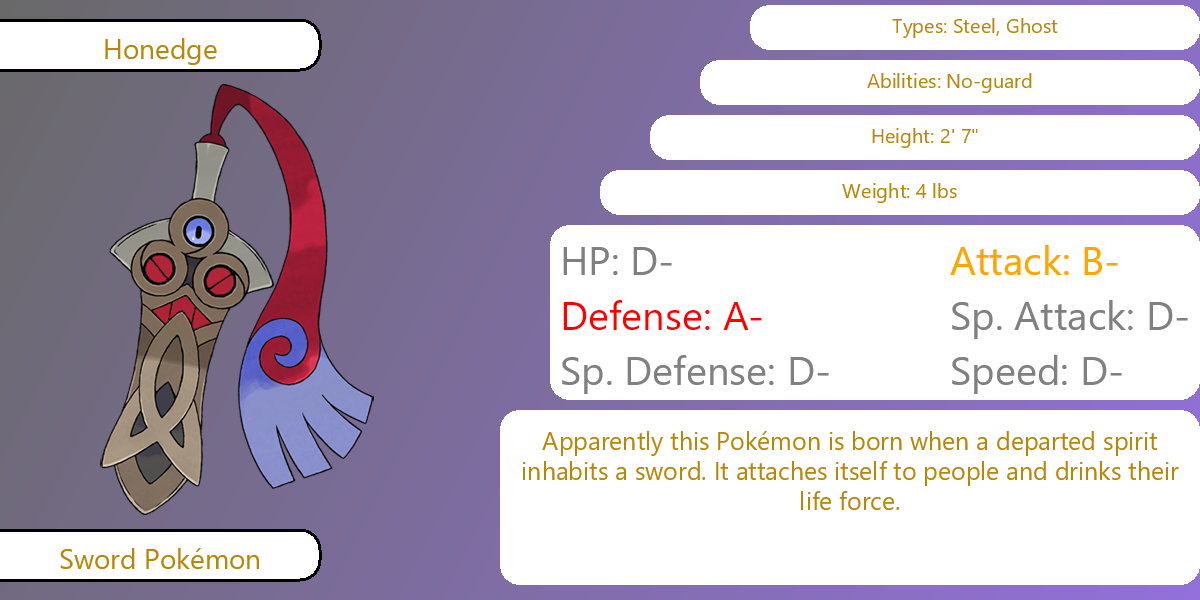 Honedge
Types: Steel, Ghost
Abilities: No-guard
Height: 2' 7"
Weight: 4 lbs
HP: D-
Attack: B-
Defense: A-
Sp. Attack: D-
Sp. Defense: D-
Speed: D-
Apparently this Pokémon is born when a departed spirit
inhabits a sword. It attaches itself to people and drinks their
life force.
Sword Pokémon